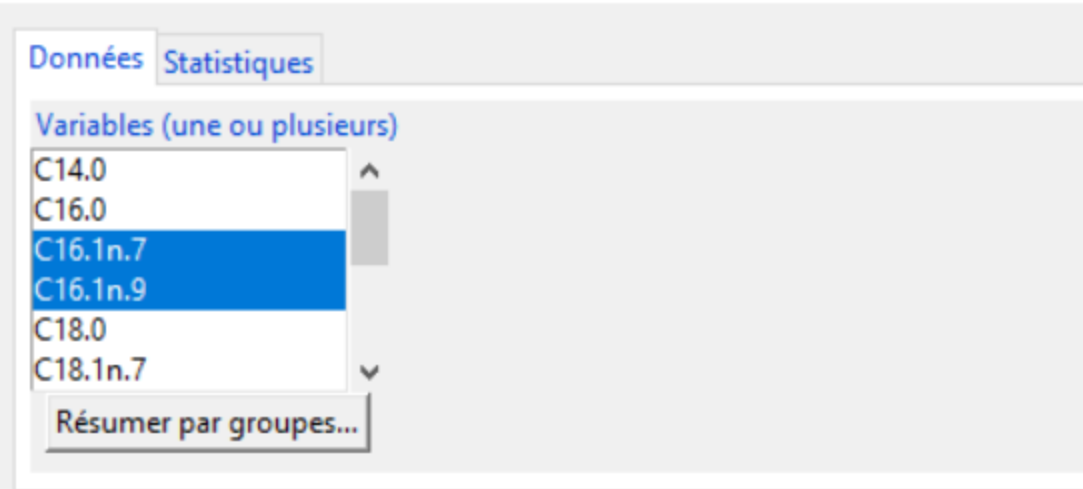 Données Statistiques
Variables (une ou plusieurs)
C14.0
C16.0
C16.1n.7
C16.1n.9
C18.0
C18.1n.7
Résumer par groupes...